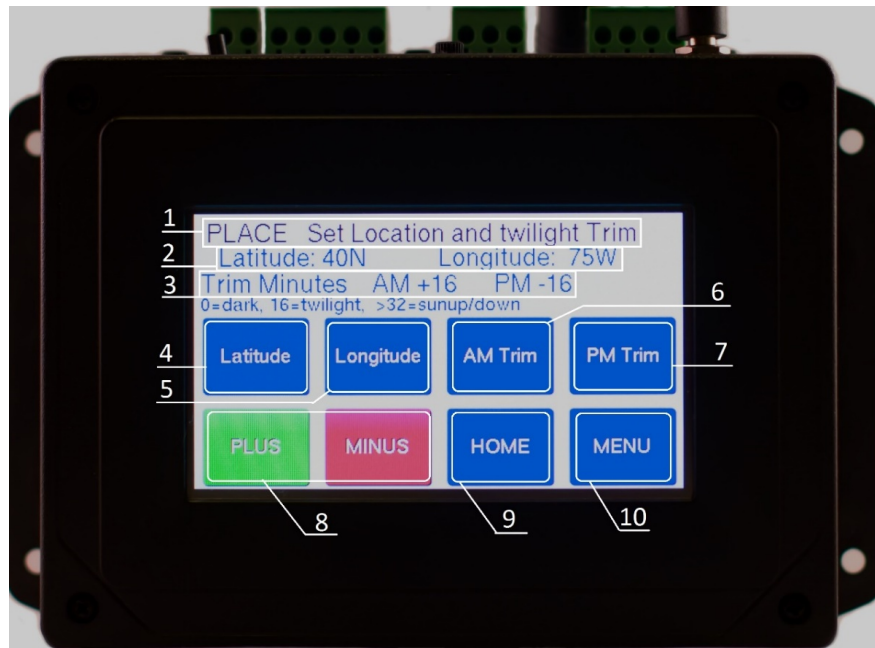 1 PLACE Set Location and twilight Trim
2 Latitude: 40N Longitude: 75W
3 Trim Minutes AM +16 PM -16
0=dark, 16=twilight, >32=sunup/down
6
4 Latitude Longitude AM Trim PM Trim 7
5
PLUS MINUS HOME MENU
8 9 10